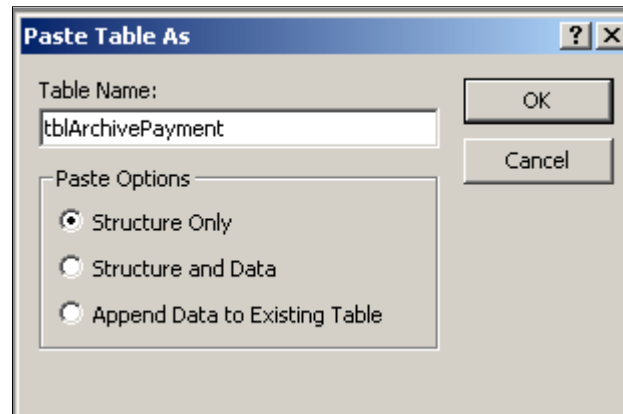 Paste Table As
Table Name:
OK
tblArchivePayment
Cancel
Paste Options
Structure Only
Structure and Data
Append Data to Existing Table